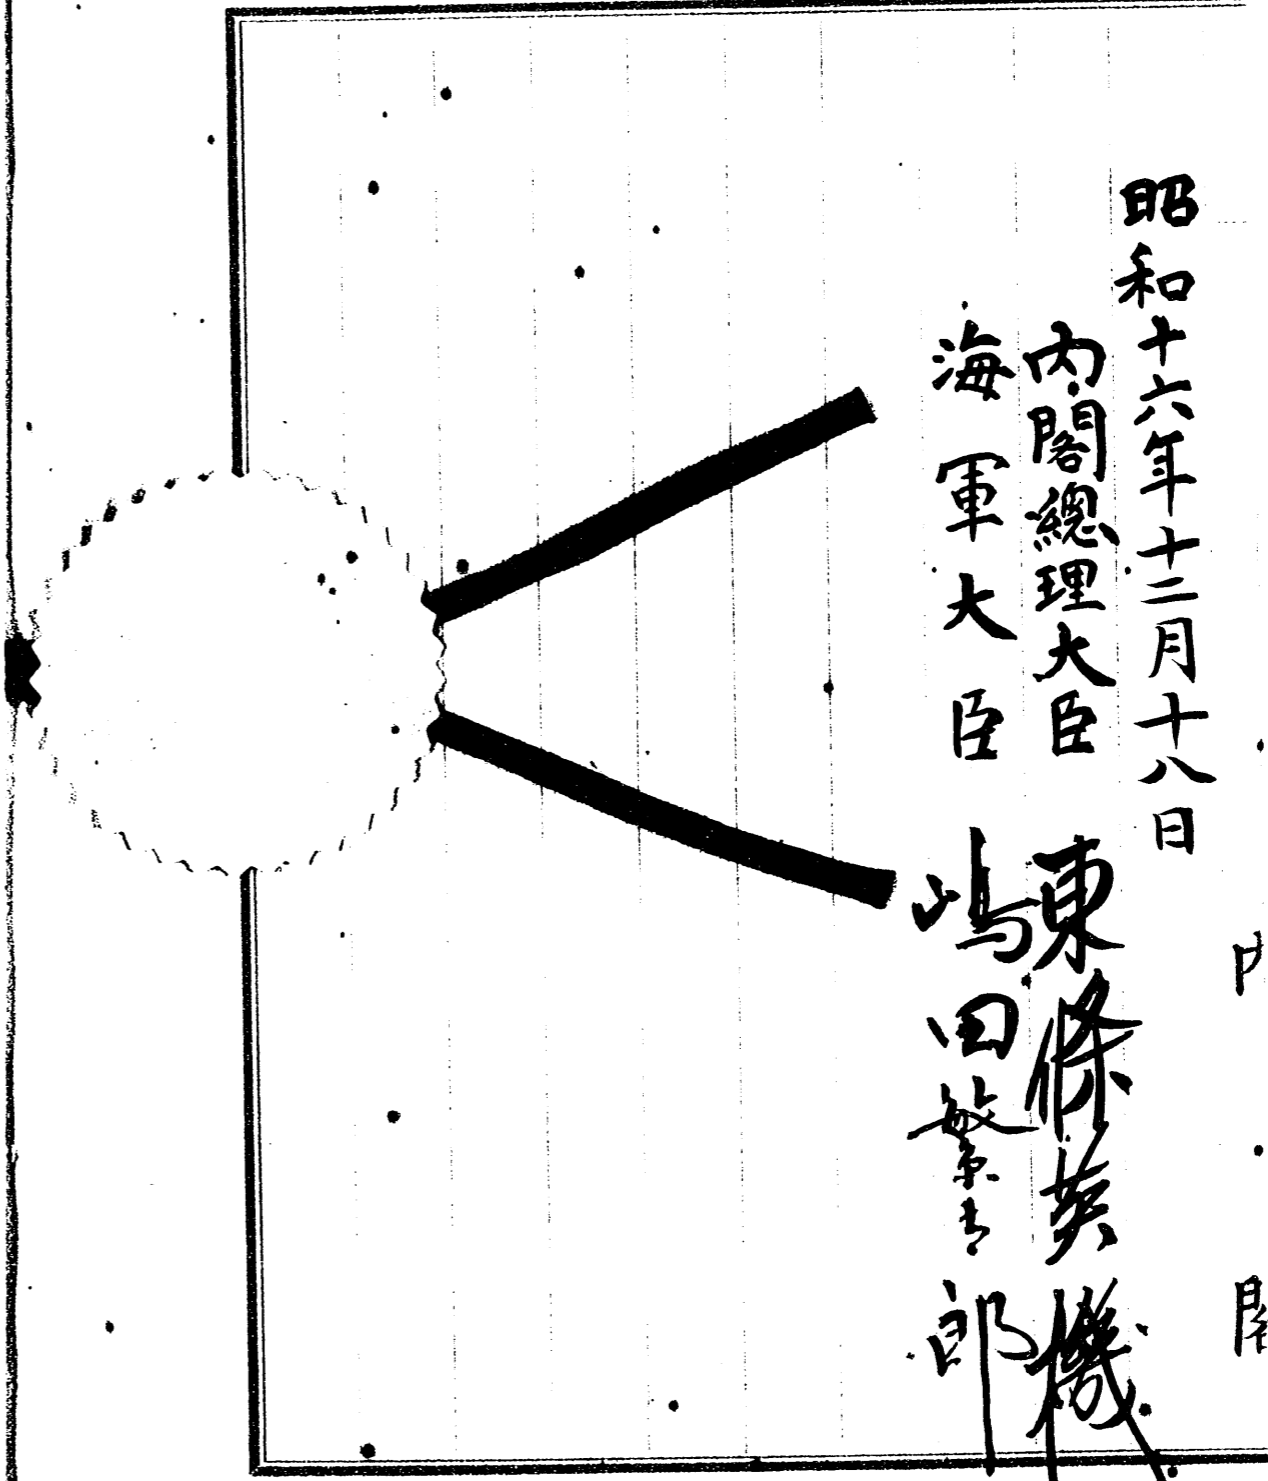 昭和十六年十二月十八日
内閣總理大臣 東條英機
海軍大臣 嶋田繁太郎